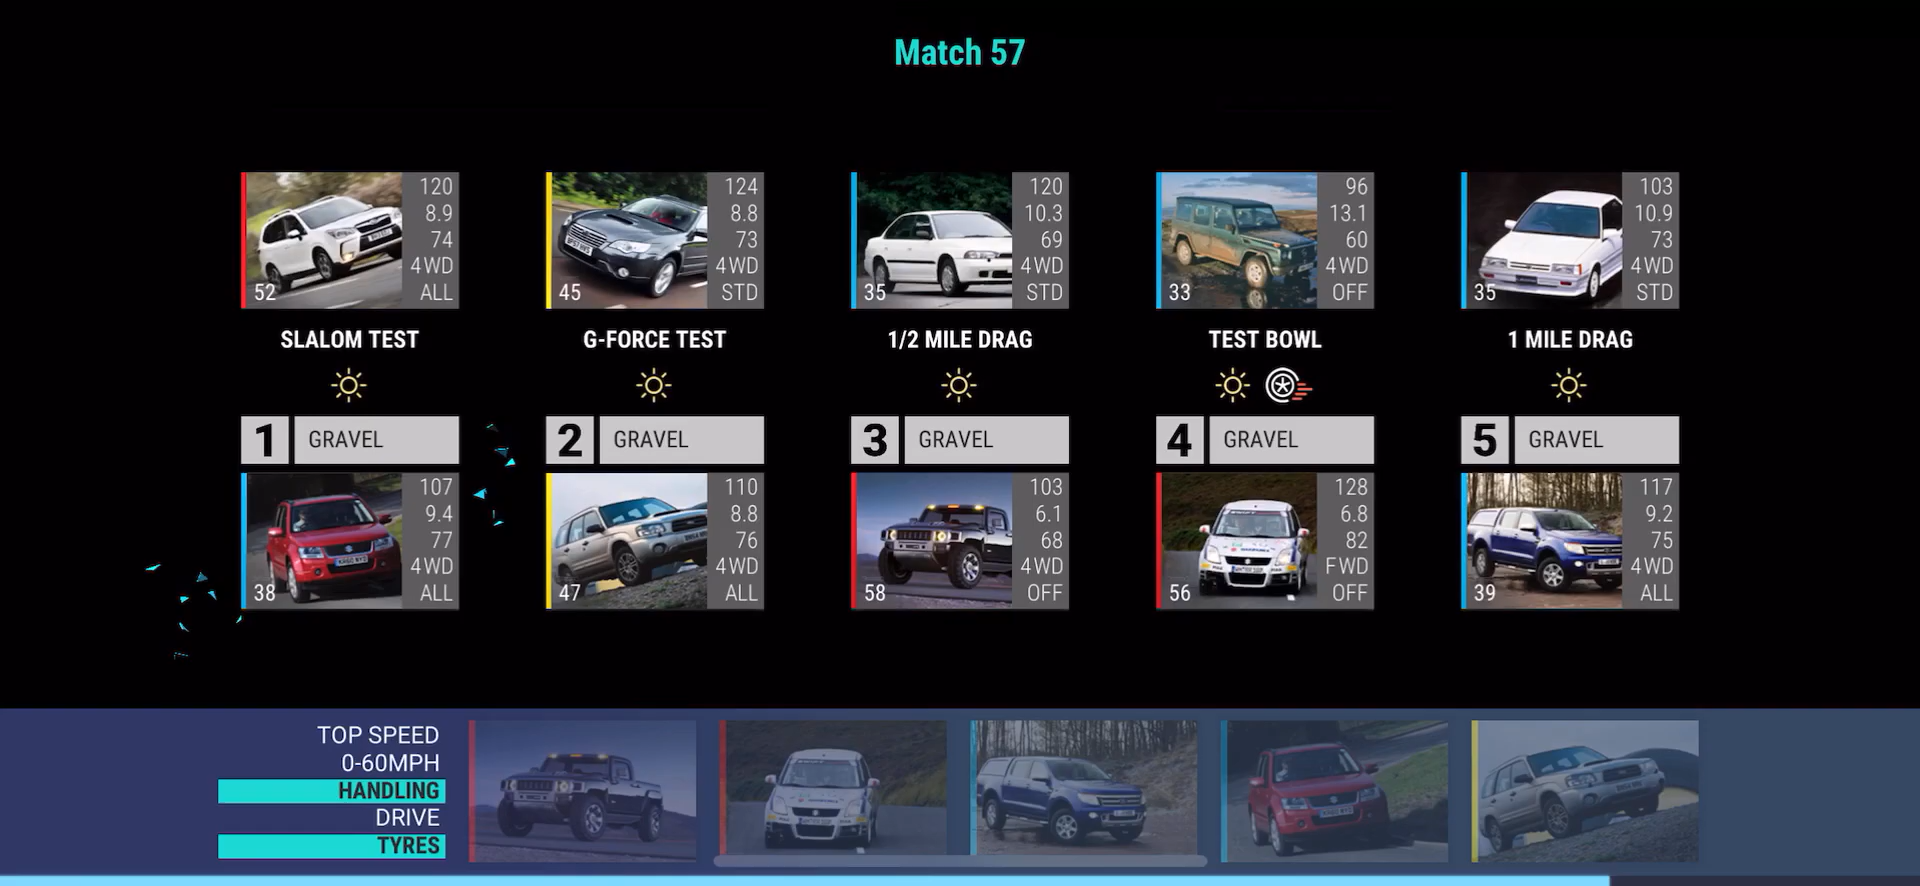 Match 57
120
8.9
74
4WD
ALL
52
124
8.8
73
4WD
STD
45
120
10.3
69
4WD
STD
35
96
13.1
60
4WD
OFF
33
103
10.9
73
4WD
STD
35
SLALOM TEST
G-FORCE TEST
1/2 MILE DRAG
TEST BOWL
1 MILE DRAG
1 GRAVEL
2 GRAVEL
3 GRAVEL
4 GRAVEL
5 GRAVEL
107
9.4
77
4WD
ALL
38
110
8.8
76
4WD
ALL
47
103
6.1
68
4WD
OFF
58
128
6.8
82
FWD
OFF
56
117
9.2
75
4WD
ALL
39
TOP SPEED
0-60MPH
HANDLING
DRIVE
TYRES